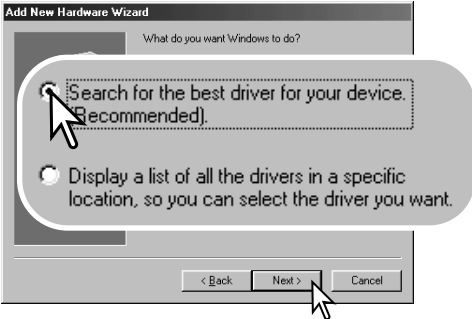 Add New Hardware Wizard
What do you want Windows to do?
Search for the best driver for your device.
(Recommended).
Display a list of all the drivers in a specific
location, so you can select the driver you want.
< Back
Next >
Cancel